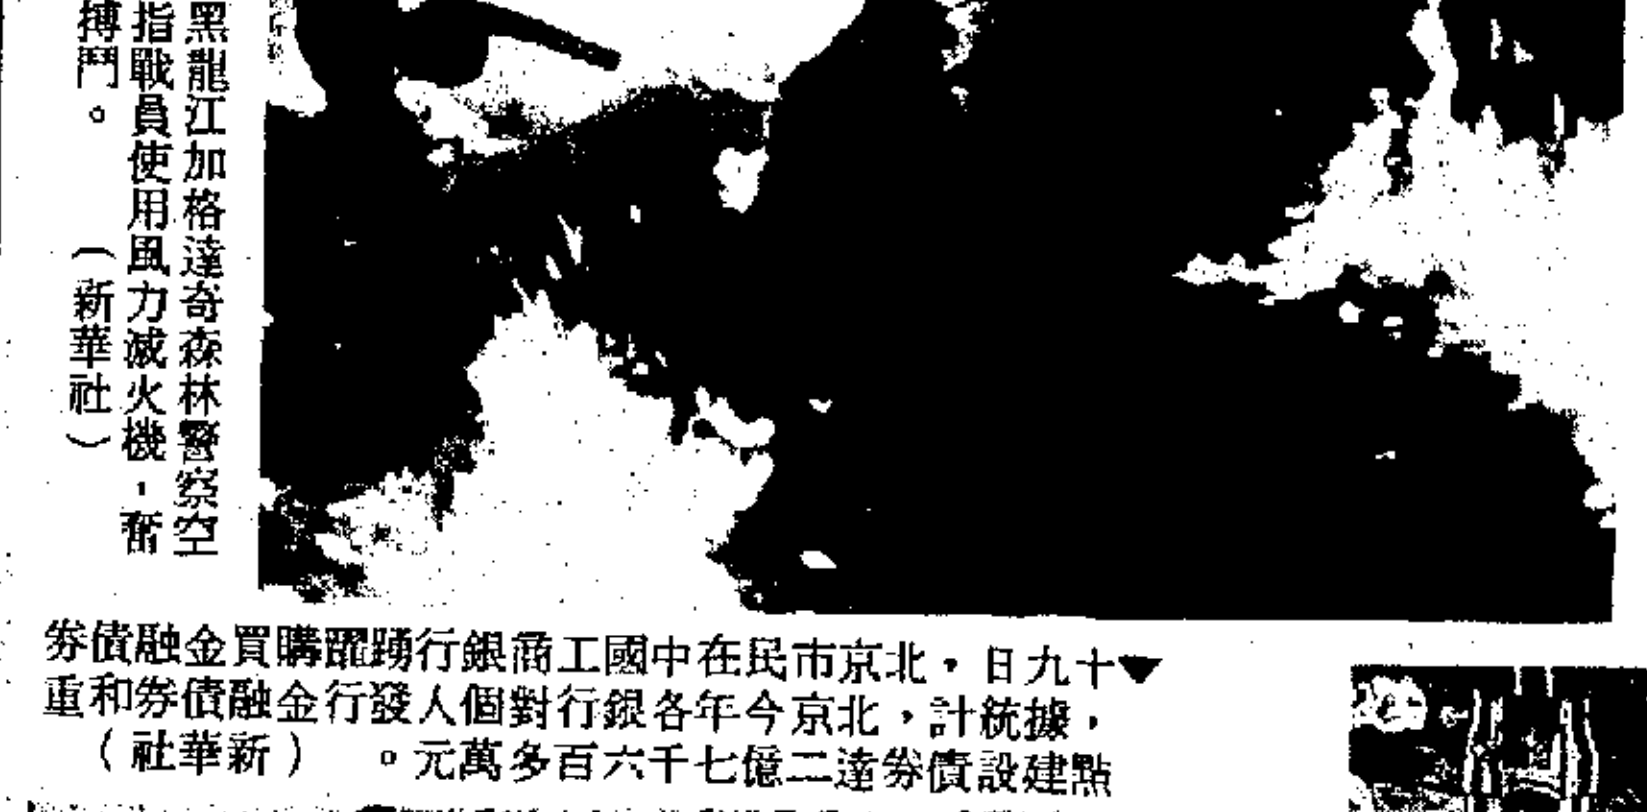 黑龍江加格達奇森林警察空
指戰員使用風力滅火機，奮
搏鬥。　　（新華社）
▼十九日，北京市民在中國工商銀行踴躍購買金融債券
，據統計，北京今年各銀行對個人發行金融債券和重
點建設債券達二億七千六百多萬元。　（新華社）